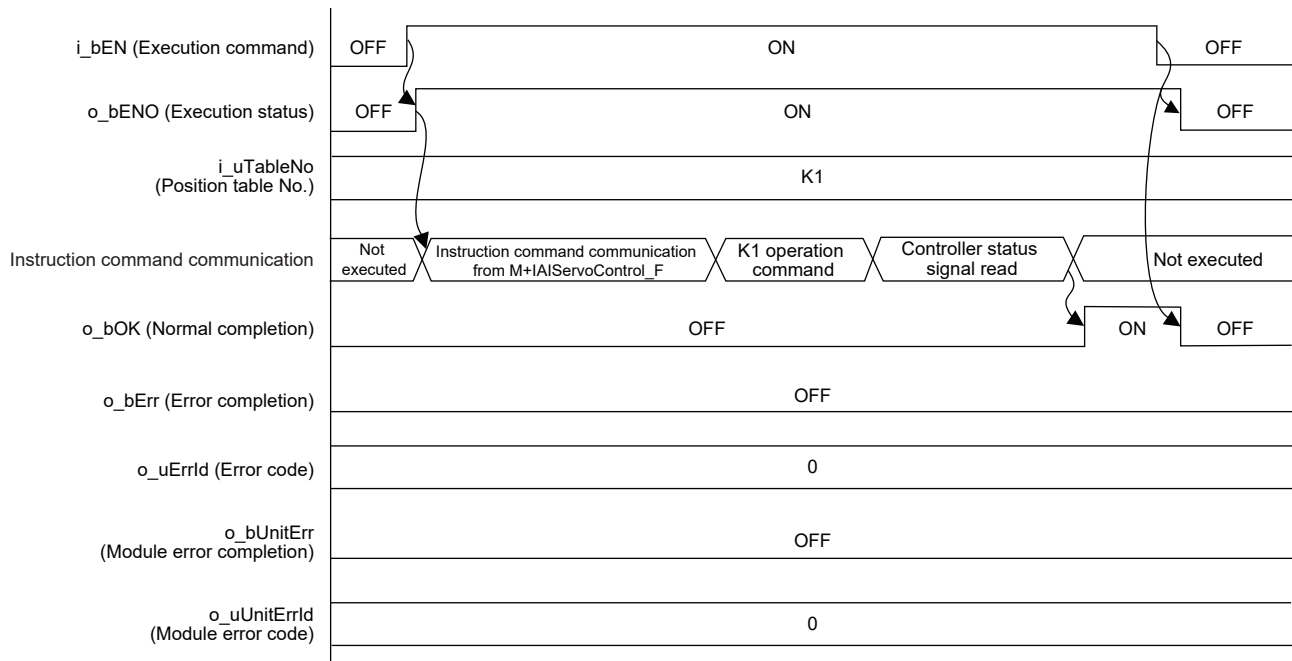 i_bEN (Execution command) OFF ON OFF
o_bENO (Execution status) OFF ON OFF
i_uTableNo
(Position table No.) K1
Instruction command communication
Not
executed
Instruction command communication
from M+IAIServoControl_F
K1 operation
command
Controller status
signal read
Not executed
o_bOK (Normal completion) OFF ON OFF
o_bErr (Error completion) OFF
o_uErrId (Error code) 0
o_bUnitErr
(Module error completion) OFF
o_uUnitErrId
(Module error code) 0